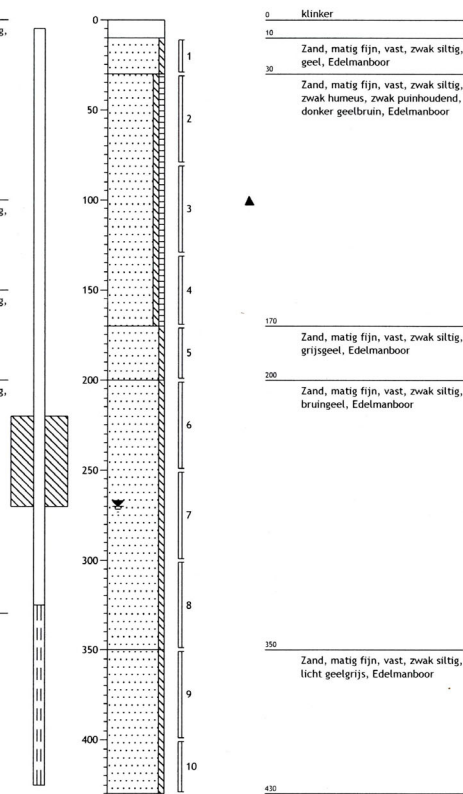 0
50
100
150
200
250
300
350
400
1
2
3
4
5
6
7
8
9
10
0 klinker
10
Zand, matig fijn, vast, zwak siltig,
geel, Edelmanboor
30
Zand, matig fijn, vast, zwak siltig,
zwak humeus, zwak puinhoudend,
donker geelbruin, Edelmanboor
170
Zand, matig fijn, vast, zwak siltig,
grijsgeel, Edelmanboor
200
Zand, matig fijn, vast, zwak siltig,
bruingeel, Edelmanboor
350
Zand, matig fijn, vast, zwak siltig,
licht geelgrijs, Edelmanboor
430